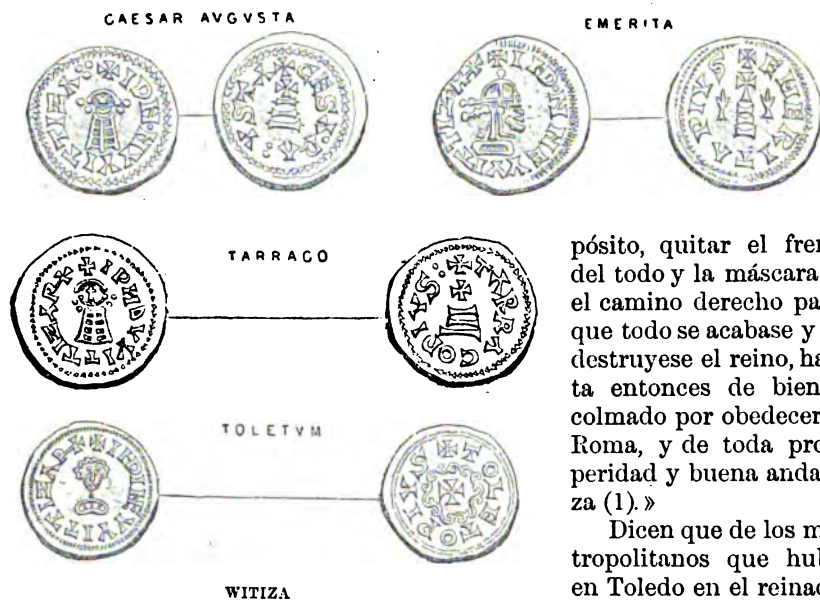 CAESAR AVGVSTA
EMERITA
TARRACO
TOLETVM
WITIZA
pósito, quitar el fren
del todo y la máscara
el camino derecho pa
que todo se acabase y
destruyese el reino, ha
ta entonces de bien
colmado por obedecer
Roma, y de toda pro
peridad y buena anda
za (1).»
Dicen que de los m
tropolitanos que hub
en Toledo en el reinad